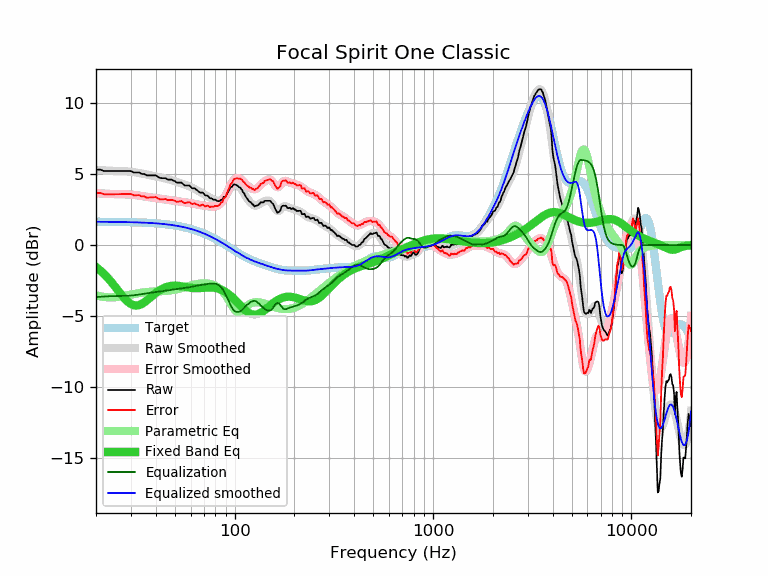 Focal Spirit One Classic
Amplitude (dBr)
10
5
0
−5
−10
−15
Target
Raw Smoothed
Error Smoothed
Raw
Error
Parametric Eq
Fixed Band Eq
Equalization
Equalized smoothed
100
1000
10000
Frequency (Hz)